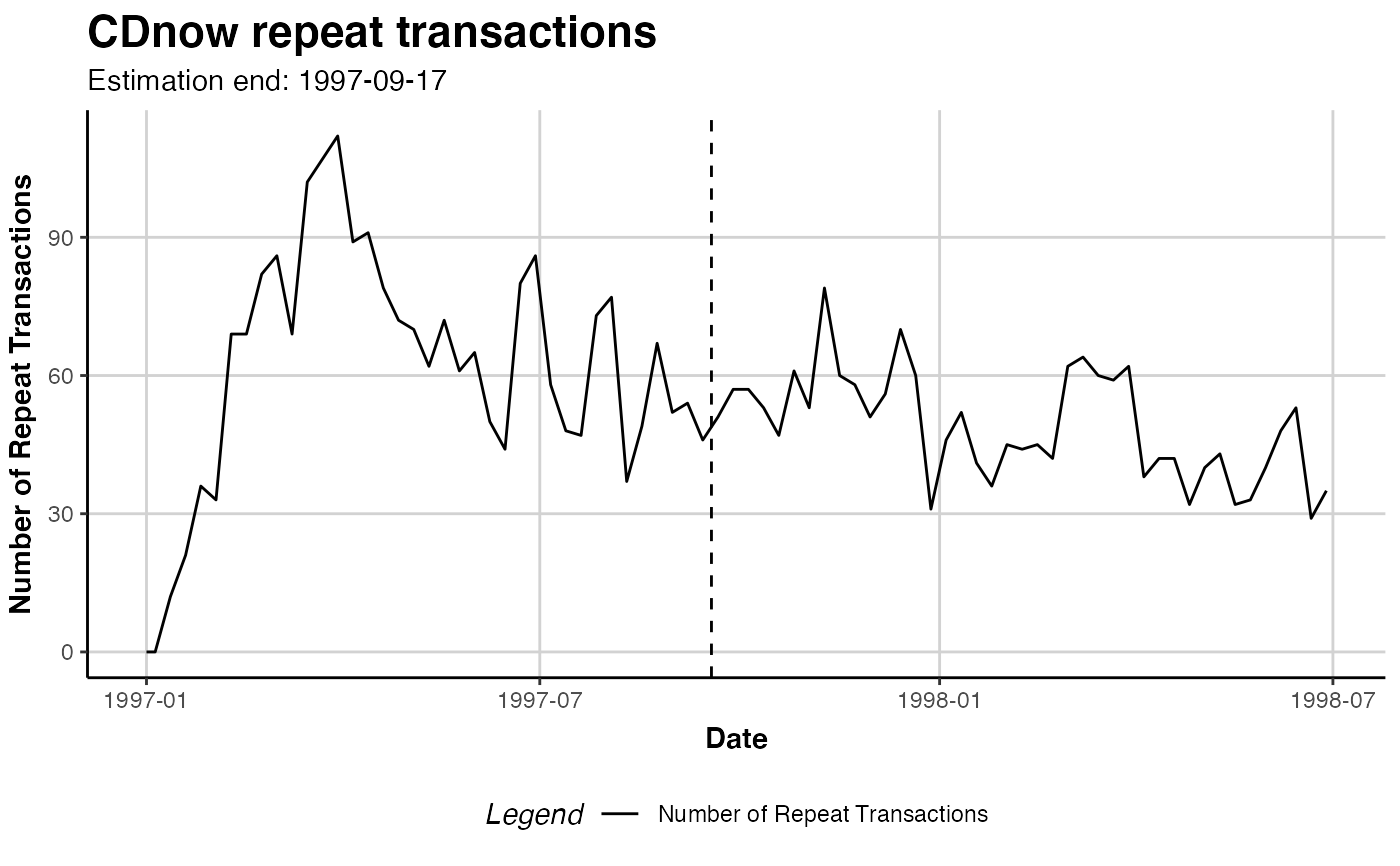 CDnow repeat transactions
Estimation end: 1997-09-17
Number of Repeat Transactions
90
60
30
0
1997-01 1997-07 1998-01 1998-07
Date
Legend Number of Repeat Transactions